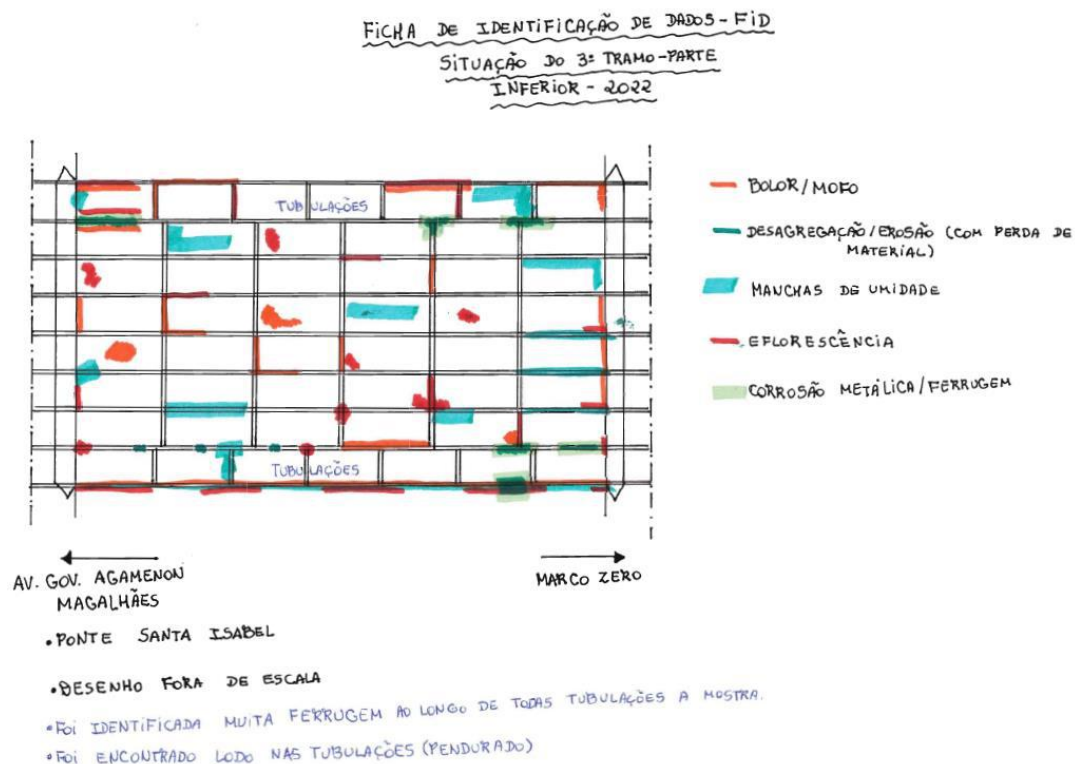 FICHA DE IDENTIFICAÇÃO DE DADOS - FID
SITUAÇÃO DO 3º TRAMO - PARTE
INFERIOR - 2022
TUBULAÇÕES
TUBULAÇÕES
BOLOR/MOFO
DESAGREGAÇÃO/EROSÃO (COM PERDA DE
MATERIAL)
MANCHAS DE UMIDADE
EFLORESCÊNCIA
CORROSÃO METÁLICA/FERRUGEM
AV. GOV. AGAMENON
MAGALHÃES
MARCO ZERO
• PONTE SANTA ISABEL
• DESENHO FORA DE ESCALA
• FOI IDENTIFICADA MUITA FERRUGEM AO LONGO DE TODAS TUBULAÇÕES A MOSTRA.
• FOI ENCONTRADO LODO NAS TUBULAÇÕES (PENDURADO)